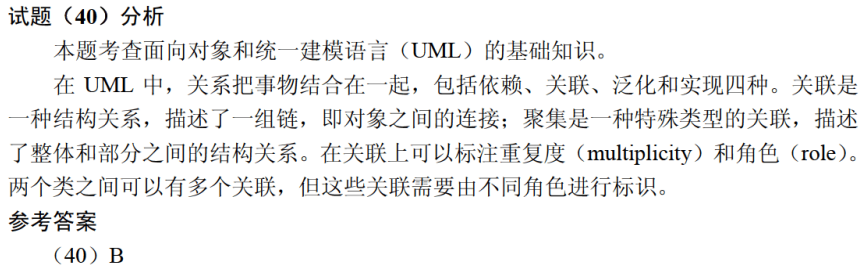 试题（40）分析
本题考查面向对象和统一建模语言（UML）的基础知识。
在 UML 中，关系把事物结合在一起，包括依赖、关联、泛化和实现四种。关联是
一种结构关系，描述了一组链，即对象之间的连接；聚集是一种特殊类型的关联，描述
了整体和部分之间的结构关系。在关联上可以标注重复度（multiplicity）和角色（role）。
两个类之间可以有多个关联，但这些关联需要由不同角色进行标识。
参考答案
（40）B